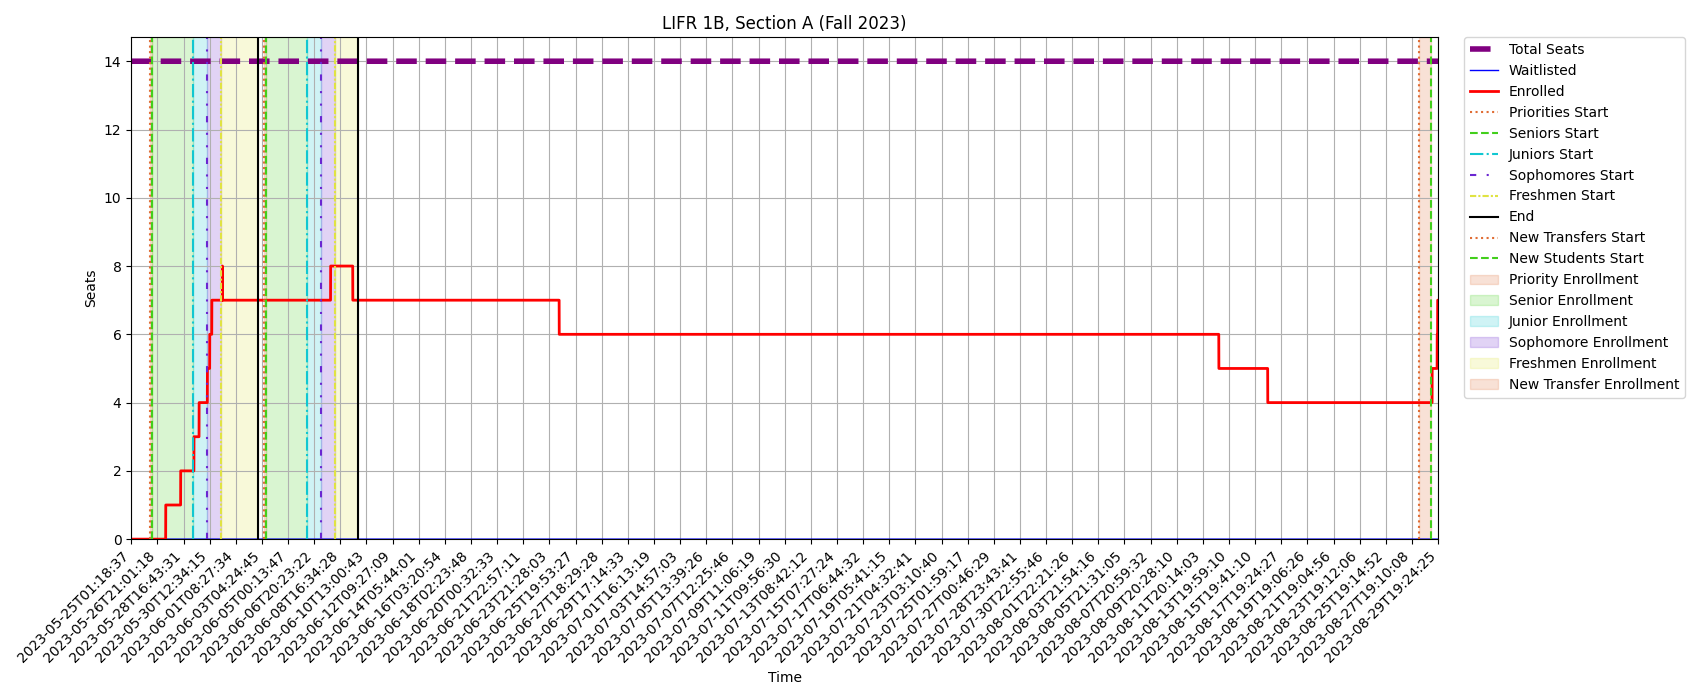 LIFR 1B, Section A (Fall 2023)
Seats
14
12
10
8
6
4
2
0
2023-05-25T01:18:37
2023-05-26T21:01:18
2023-05-28T16:43:31
2023-05-30T12:34:15
2023-06-01T08:27:34
2023-06-03T04:24:45
2023-06-05T00:13:47
2023-06-06T20:23:22
2023-06-08T16:34:28
2023-06-10T13:00:43
2023-06-12T09:27:09
2023-06-14T05:44:01
2023-06-16T03:20:54
2023-06-18T02:23:48
2023-06-20T00:32:33
2023-06-21T22:57:11
2023-06-23T21:28:03
2023-06-25T19:53:27
2023-06-27T18:29:28
2023-06-29T17:14:33
2023-07-01T16:13:19
2023-07-03T14:57:03
2023-07-05T13:39:26
2023-07-07T12:25:46
2023-07-09T11:06:19
2023-07-11T09:56:30
2023-07-13T08:42:12
2023-07-15T07:27:24
2023-07-17T06:44:32
2023-07-19T05:41:15
2023-07-21T04:32:41
2023-07-23T03:10:40
2023-07-25T01:59:17
2023-07-27T00:46:29
2023-07-28T23:43:41
2023-07-30T22:55:46
2023-08-01T22:21:26
2023-08-03T21:54:16
2023-08-05T21:31:05
2023-08-07T20:59:32
2023-08-09T20:28:10
2023-08-11T20:14:03
2023-08-13T19:59:10
2023-08-15T19:41:10
2023-08-17T19:24:27
2023-08-19T19:06:26
2023-08-21T19:04:56
2023-08-23T19:12:06
2023-08-25T19:14:52
2023-08-27T19:10:08
2023-08-29T19:24:25
Time
Total Seats
Waitlisted
Enrolled
Priorities Start
Seniors Start
Juniors Start
Sophomores Start
Freshmen Start
End
New Transfers Start
New Students Start
Priority Enrollment
Senior Enrollment
Junior Enrollment
Sophomore Enrollment
Freshmen Enrollment
New Transfer Enrollment